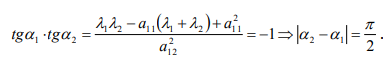 tgα₁ · tgα₂ = (λ₁λ₂ − a₁₁(λ₁ + λ₂) + a₁₁²) / a₁₂² = −1 ⇒ |α₂ − α₁| = π/2 .